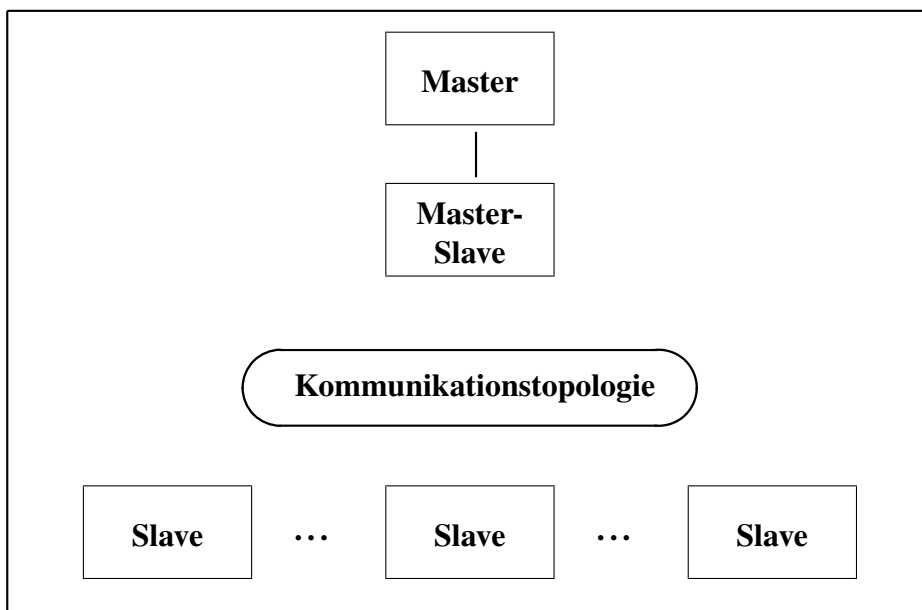 Master
Master-
Slave
Kommunikationstopologie
Slave ... Slave ... Slave